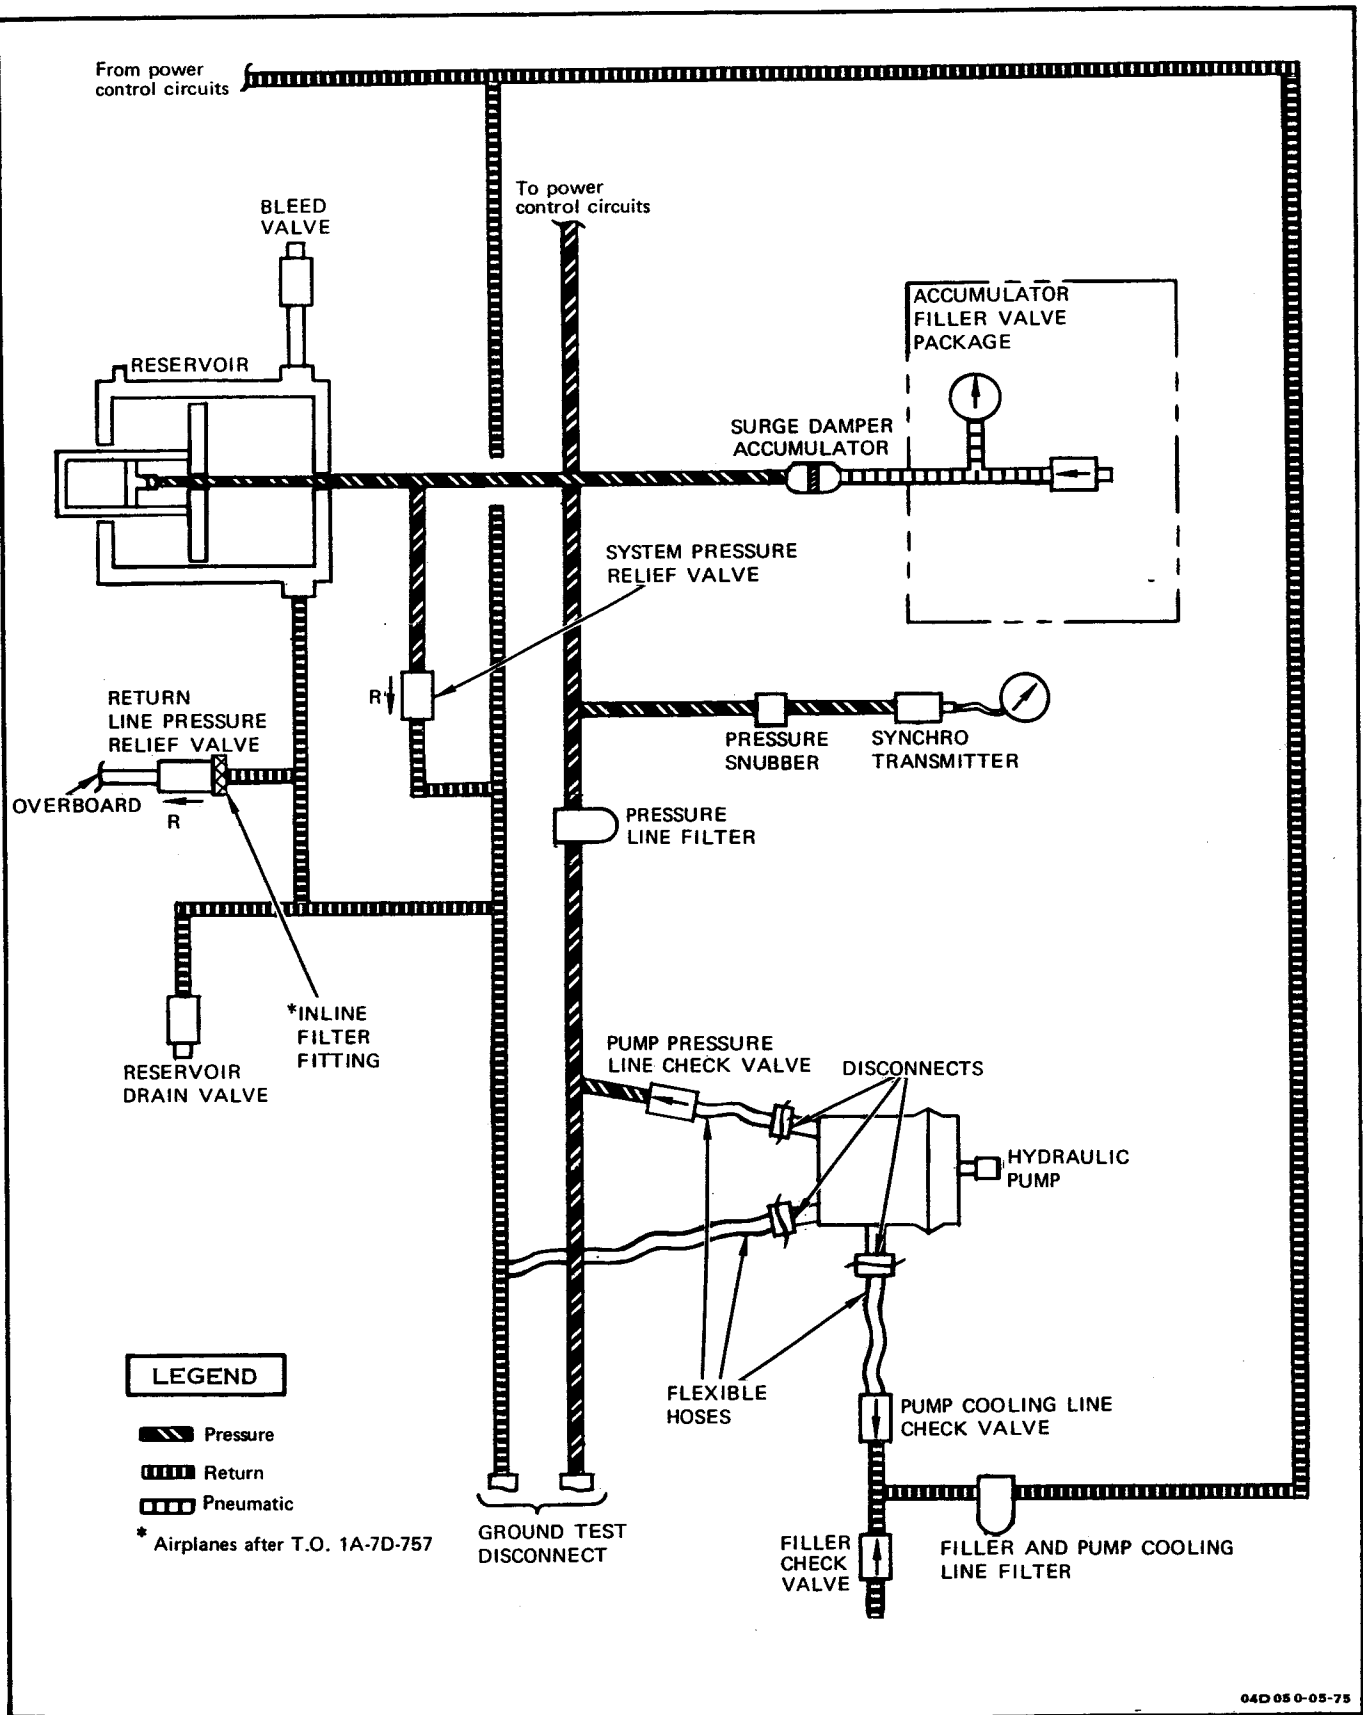 From power
control circuits
To power
control circuits
BLEED
VALVE
RESERVOIR
ACCUMULATOR
FILLER VALVE
PACKAGE
SURGE DAMPER
ACCUMULATOR
SYSTEM PRESSURE
RELIEF VALVE
R
RETURN
LINE PRESSURE
RELIEF VALVE
OVERBOARD
R
PRESSURE
SNUBBER
SYNCHRO
TRANSMITTER
PRESSURE
LINE FILTER
*INLINE
FILTER
FITTING
RESERVOIR
DRAIN VALVE
PUMP PRESSURE
LINE CHECK VALVE
DISCONNECTS
HYDRAULIC
PUMP
FLEXIBLE
HOSES
PUMP COOLING LINE
CHECK VALVE
LEGEND
Pressure
Return
Pneumatic
* Airplanes after T.O. 1A-7D-757
GROUND TEST
DISCONNECT
FILLER
CHECK
VALVE
FILLER AND PUMP COOLING
LINE FILTER
04D050-05-75